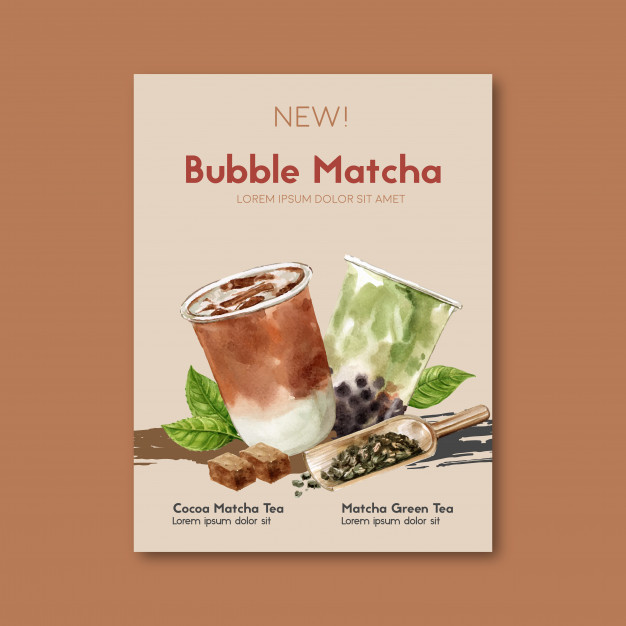 NEW!
Bubble Matcha
LOREM IPSUM DOLOR SIT AMET
Cocoa Matcha Tea
Lorem ipsum dolor sit
Matcha Green Tea
Lorem ipsum dolor sit